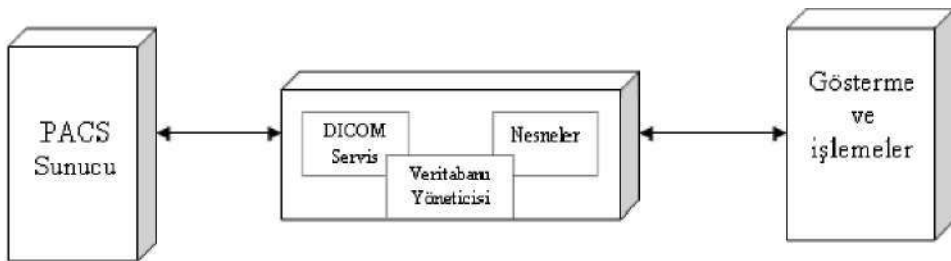 PACS
Sunucu
DICOM
Servis
Nesneler
Veritabanı
Yöneticisi
Gösterme
ve
işlemeler